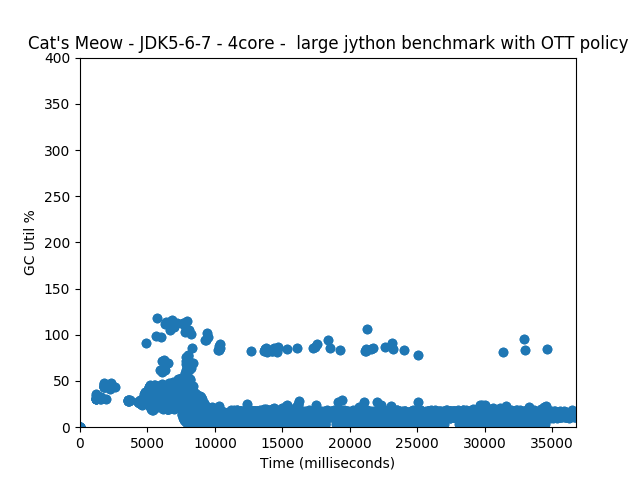 Cat's Meow - JDK5-6-7 - 4core -  large jython benchmark with OTT policy
400
350
300
250
200
150
100
50
0
GC Util %
0 5000 10000 15000 20000 25000 30000 35000
Time (milliseconds)